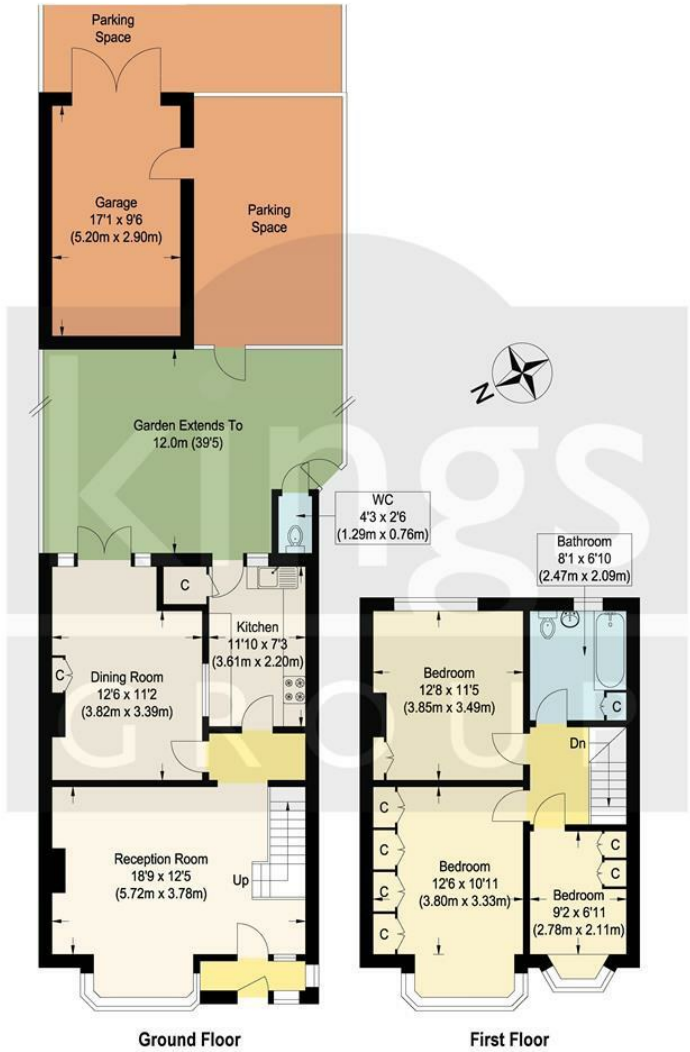 Parking
Space
Garage
17'1 x 9'6
(5.20m x 2.90m)
Parking
Space
N
Garden Extends To
12.0m (39'5)
WC
4'3 x 2'6
(1.29m x 0.76m)
Bathroom
8'1 x 6'10
(2.47m x 2.09m)
C
Kitchen
11'10 x 7'3
(3.61m x 2.20m)
C
Dining Room
12'6 x 11'2
(3.82m x 3.39m)
Bedroom
12'8 x 11'5
(3.85m x 3.49m)
C
Dn
Reception Room
18'9 x 12'5
(5.72m x 3.78m)
Up
C
C
C
C
Bedroom
12'6 x 10'11
(3.80m x 3.33m)
C
C
Bedroom
9'2 x 6'11
(2.78m x 2.11m)
Ground Floor
First Floor
kings
GROUP